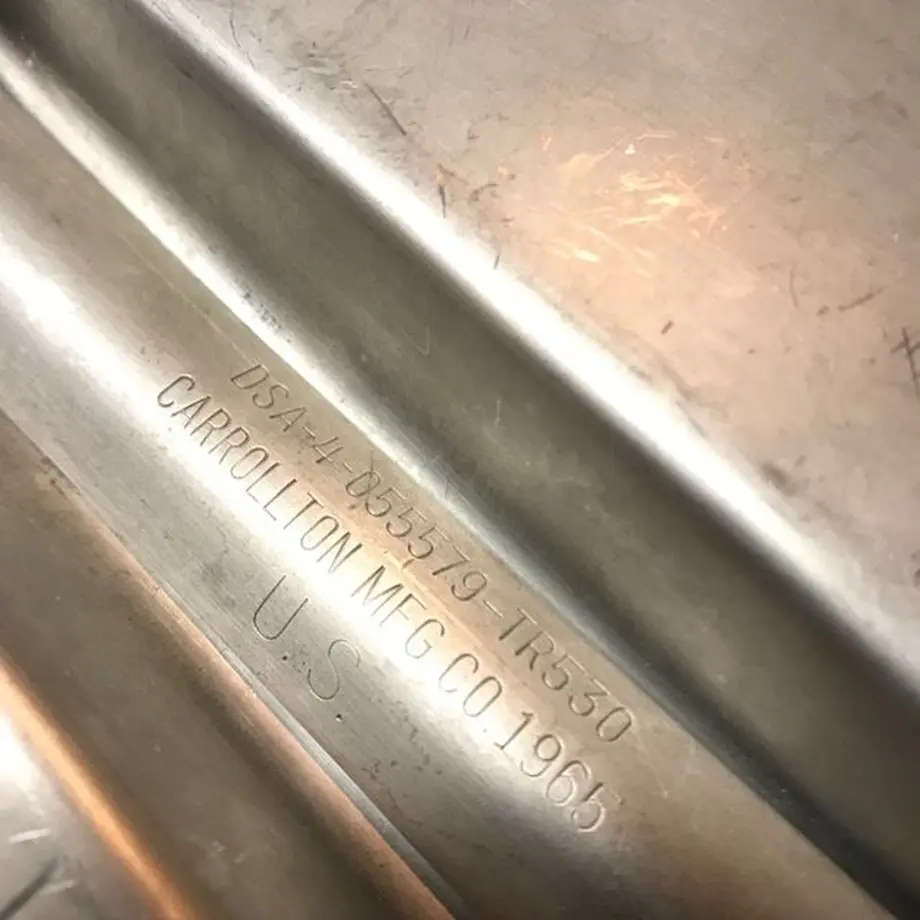 DSA-4-055579-TR530
CARROLLTON MFG CO. 1965
U.S.